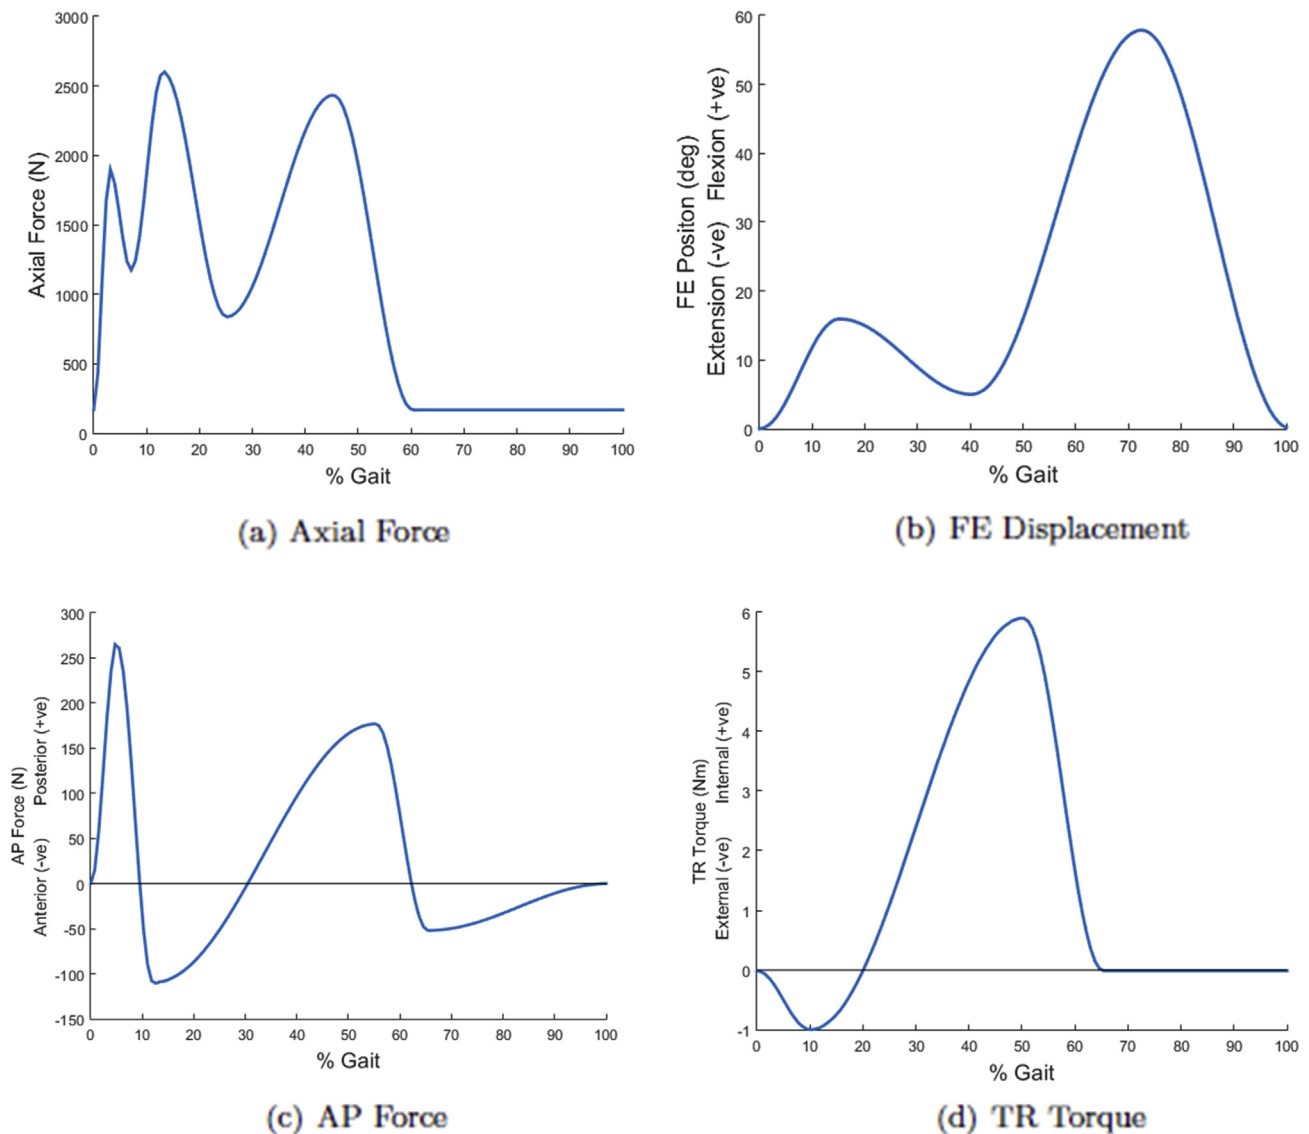 3000
2500
2000
1500
1000
500
0
Axial Force (N)
0 10 20 30 40 50 60 70 80 90 100
% Gait
(a) Axial Force
60
50
40
30
20
10
0
FE Positon (deg)
Extension (-ve) Flexion (+ve)
0 10 20 30 40 50 60 70 80 90 100
% Gait
(b) FE Displacement
300
250
200
150
100
50
0
-50
-100
-150
AP Force (N)
Anterior (-ve) Posterior (+ve)
0 10 20 30 40 50 60 70 80 90 100
% Gait
(c) AP Force
6
5
4
3
2
1
0
-1
TR Torque (Nm)
External (-ve) Internal (+ve)
0 10 20 30 40 50 60 70 80 90 100
% Gait
(d) TR Torque